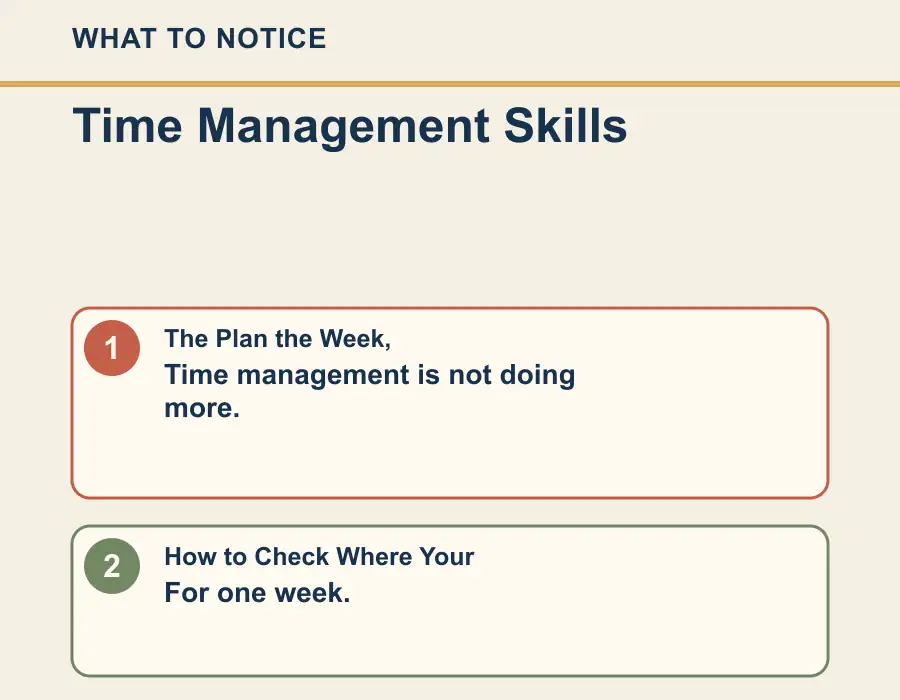 WHAT TO NOTICE
Time Management Skills
1
The Plan the Week,
Time management is not doing
more.
2
How to Check Where Your
For one week.